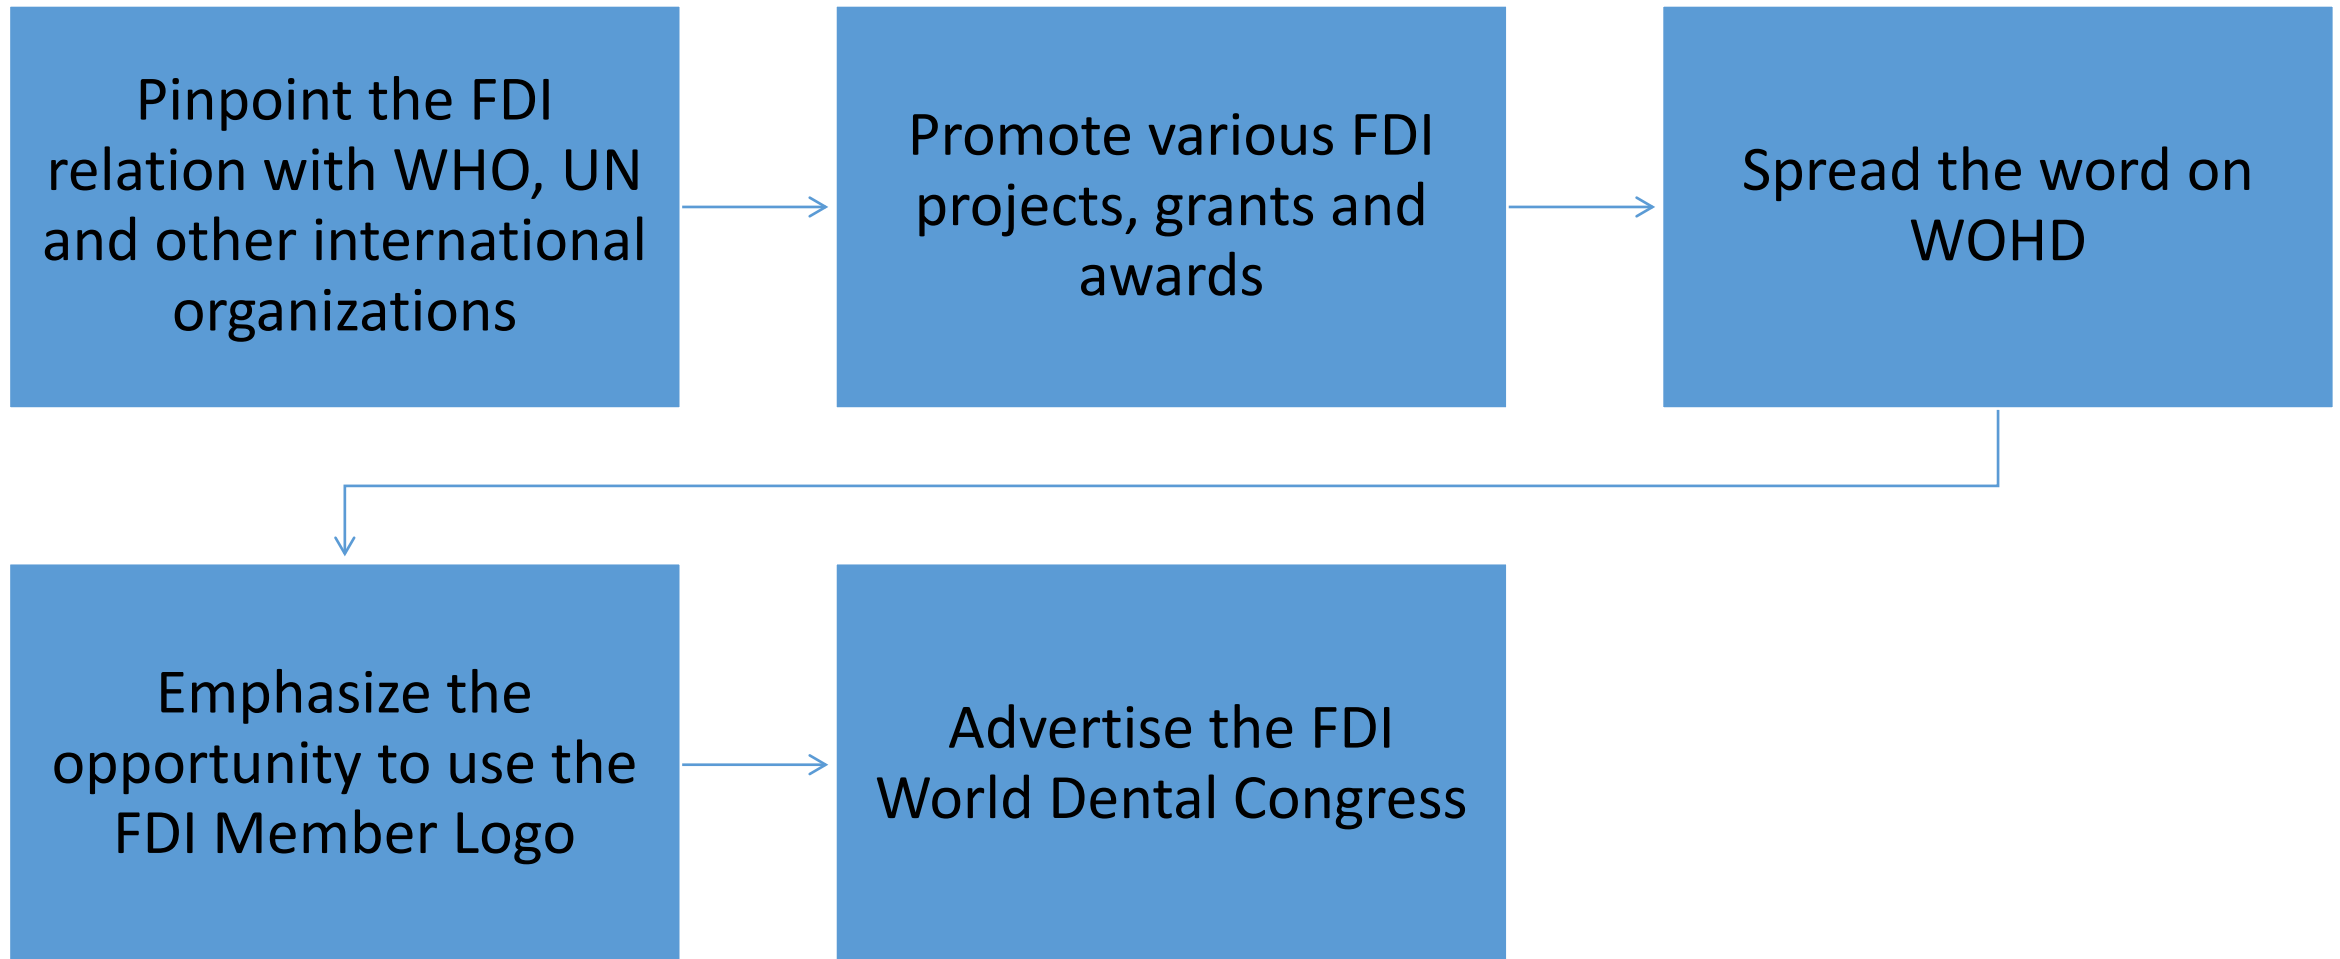 Pinpoint the FDI
relation with WHO, UN
and other international
organizations
Promote various FDI
projects, grants and
awards
Spread the word on
WOHD
Emphasize the
opportunity to use the
FDI Member Logo
Advertise the FDI
World Dental Congress